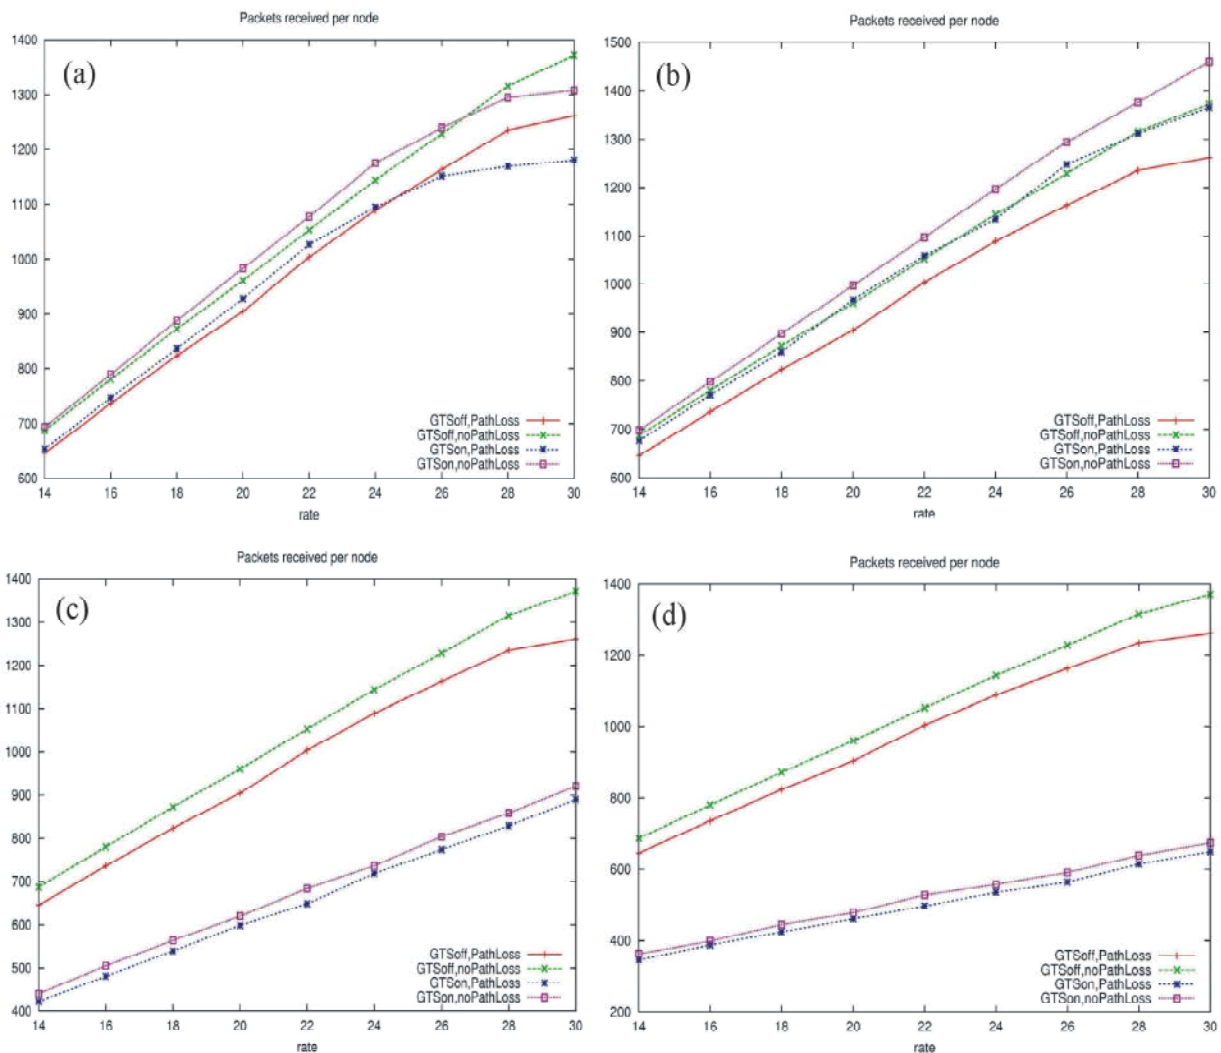 Packets received per node
(a)
1400
1300
1200
1100
1000
900
800
700
600
14 16 18 20 22 24 26 28 30
rate
GTSoff,PathLoss
GTSoff,noPathLoss
GTSon,PathLoss
GTSon,noPathLoss
Packets received per node
(b)
1500
1400
1300
1200
1100
1000
900
800
700
600
14 16 18 20 22 24 26 28 30
rate
GTSoff,PathLoss
GTSoff,noPathLoss
GTSon,PathLoss
GTSon,noPathLoss
Packets received per node
(c)
1400
1300
1200
1100
1000
900
800
700
600
500
400
14 16 18 20 22 24 26 28 30
rate
GTSoff,PathLoss
GTSoff,noPathLoss
GTSon,PathLoss
GTSon,noPathLoss
Packets received per node
(d)
1400
1200
1000
800
600
400
200
14 16 18 20 22 24 26 28 30
rate
GTSoff,PathLoss
GTSoff,noPathLoss
GTSon,PathLoss
GTSon,noPathLoss